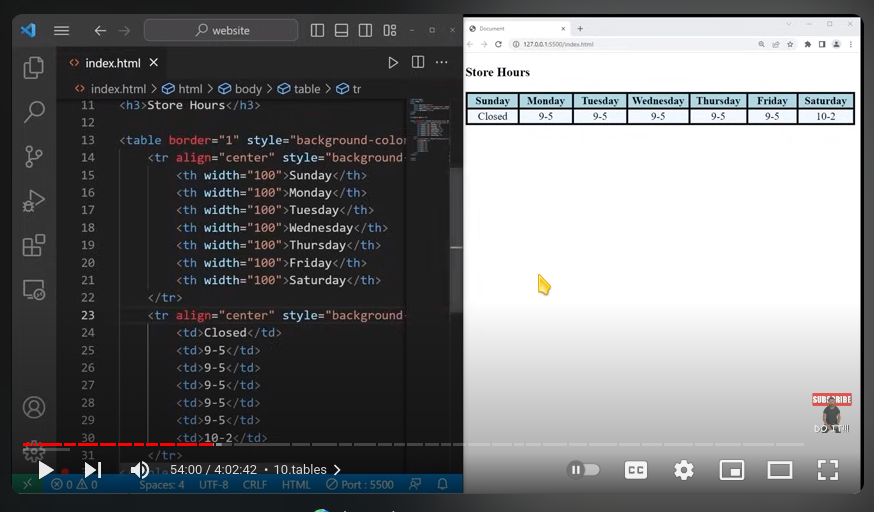 website
index.html
index.html > html > body > table > tr
11 <h3>Store Hours</h3>
12
13 <table border="1" style="background-colo
14 <tr align="center" style="background-
15 <th width="100">Sunday</th>
16 <th width="100">Monday</th>
17 <th width="100">Tuesday</th>
18 <th width="100">Wednesday</th>
19 <th width="100">Thursday</th>
20 <th width="100">Friday</th>
21 <th width="100">Saturday</th>
22 </tr>
23 <tr align="center" style="background-
24 <td>Closed</td>
25 <td>9-5</td>
26 <td>9-5</td>
27 <td>9-5</td>
28 <td>9-5</td>
29 <td>9-5</td>
30 <td>10-2</td>
31 </tr>
0 0 Spaces: 4 UTF-8 CRLF HTML Port : 5500
Document
127.0.0.1:5500/index.html
Store Hours
Sunday Monday Tuesday Wednesday Thursday Friday Saturday
Closed 9-5 9-5 9-5 9-5 9-5 10-2
SUBSCRIBE
DO IT!!!
54:00 / 4:02:42 • 10.tables >
CC